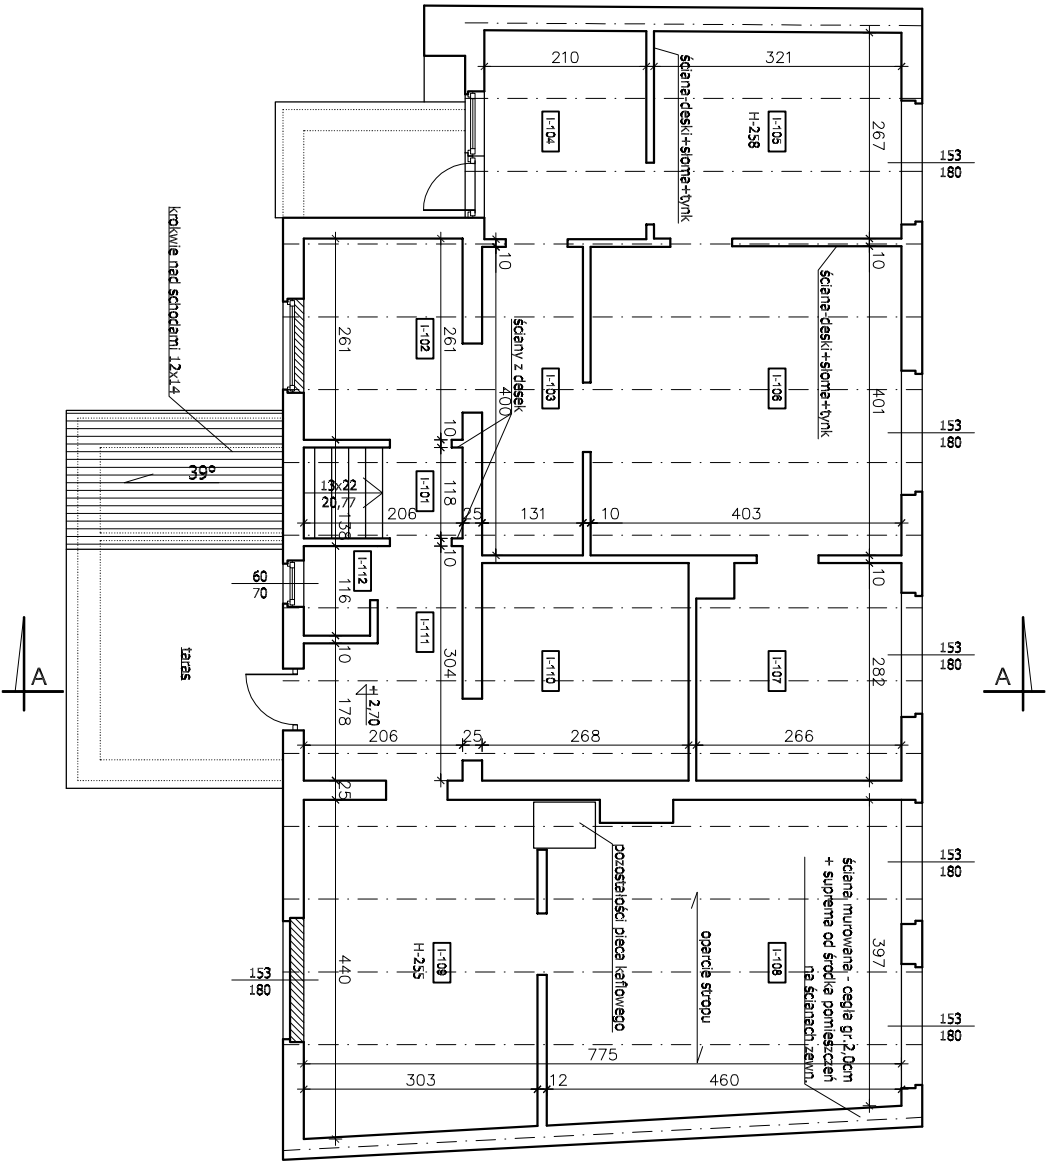 210
321
ściana-deski+słoma+tynk
I-104
I-105
H-258
267
153
180
10
10
krokwie nad schodami 12x14
ściana-deski+słoma+tynk
261
I-102
261
ściany z desek
I-103
400
I-106
401
153
180
10
39°
13x22
20,77
I-101
118
206
25
131
10
403
138
10
I-112
60
70
116
10
I-111
304
I-110
I-107
282
153
180
taras
A
A
10
+2,70
178
206
25
268
266
25
pozostałości pieca kaflowego
ściana murowana - cegła gr.2,0cm
+ suprema od środka pomieszczeń
na ścianach zewn.
153
180
oparcie stropu
I-109
H-255
I-108
397
153
180
440
153
180
775
303
12
460